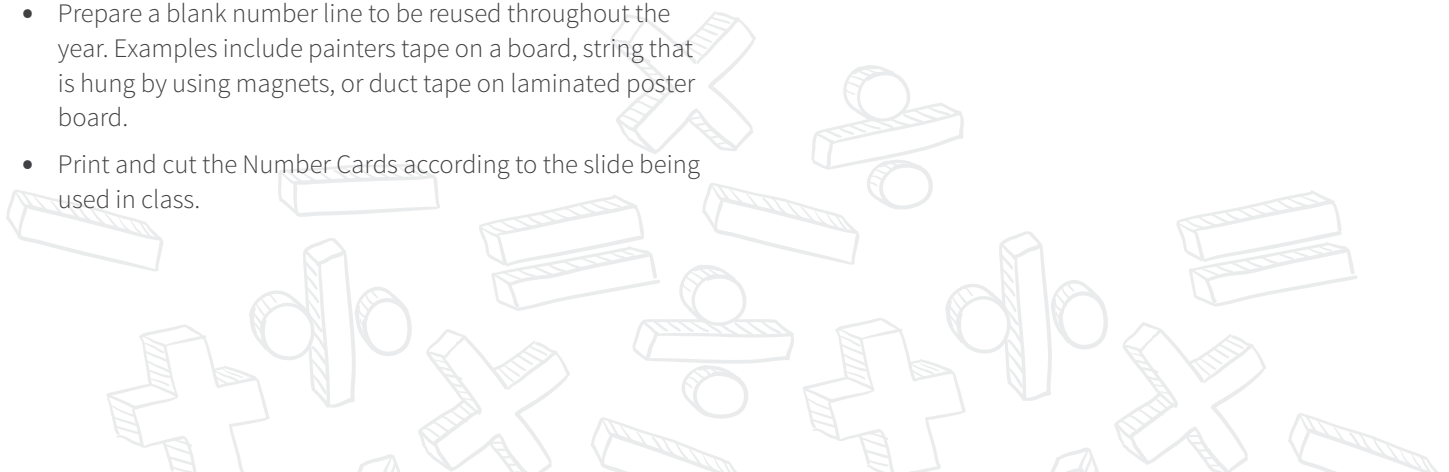 • Prepare a blank number line to be reused throughout the
year. Examples include painters tape on a board, string that
is hung by using magnets, or duct tape on laminated poster
board.
• Print and cut the Number Cards according to the slide being
used in class.